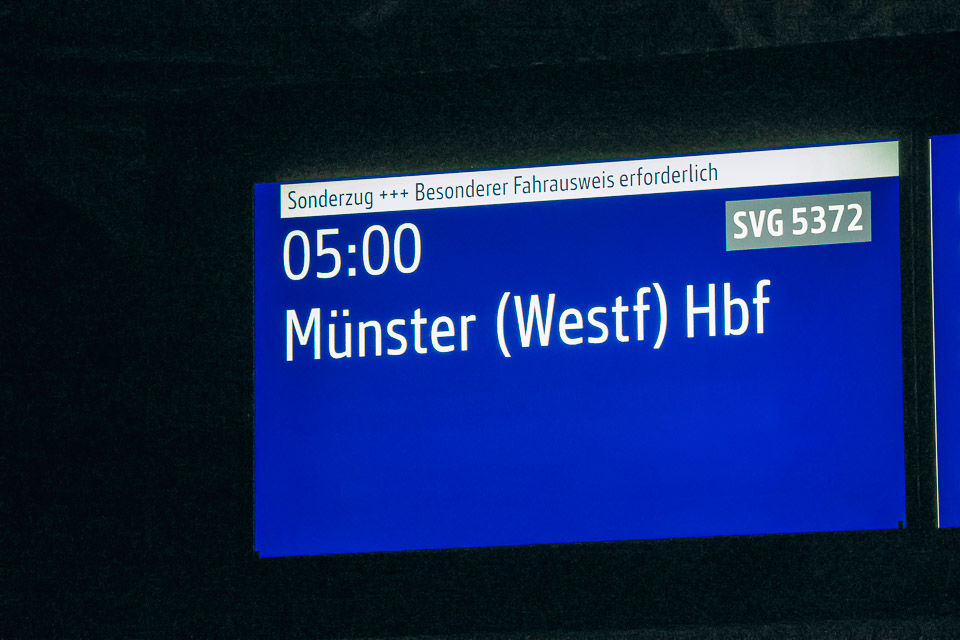 Sonderzug +++ Besonderer Fahrausweis erforderlich
05:00
SVG 5372
Münster (Westf) Hbf